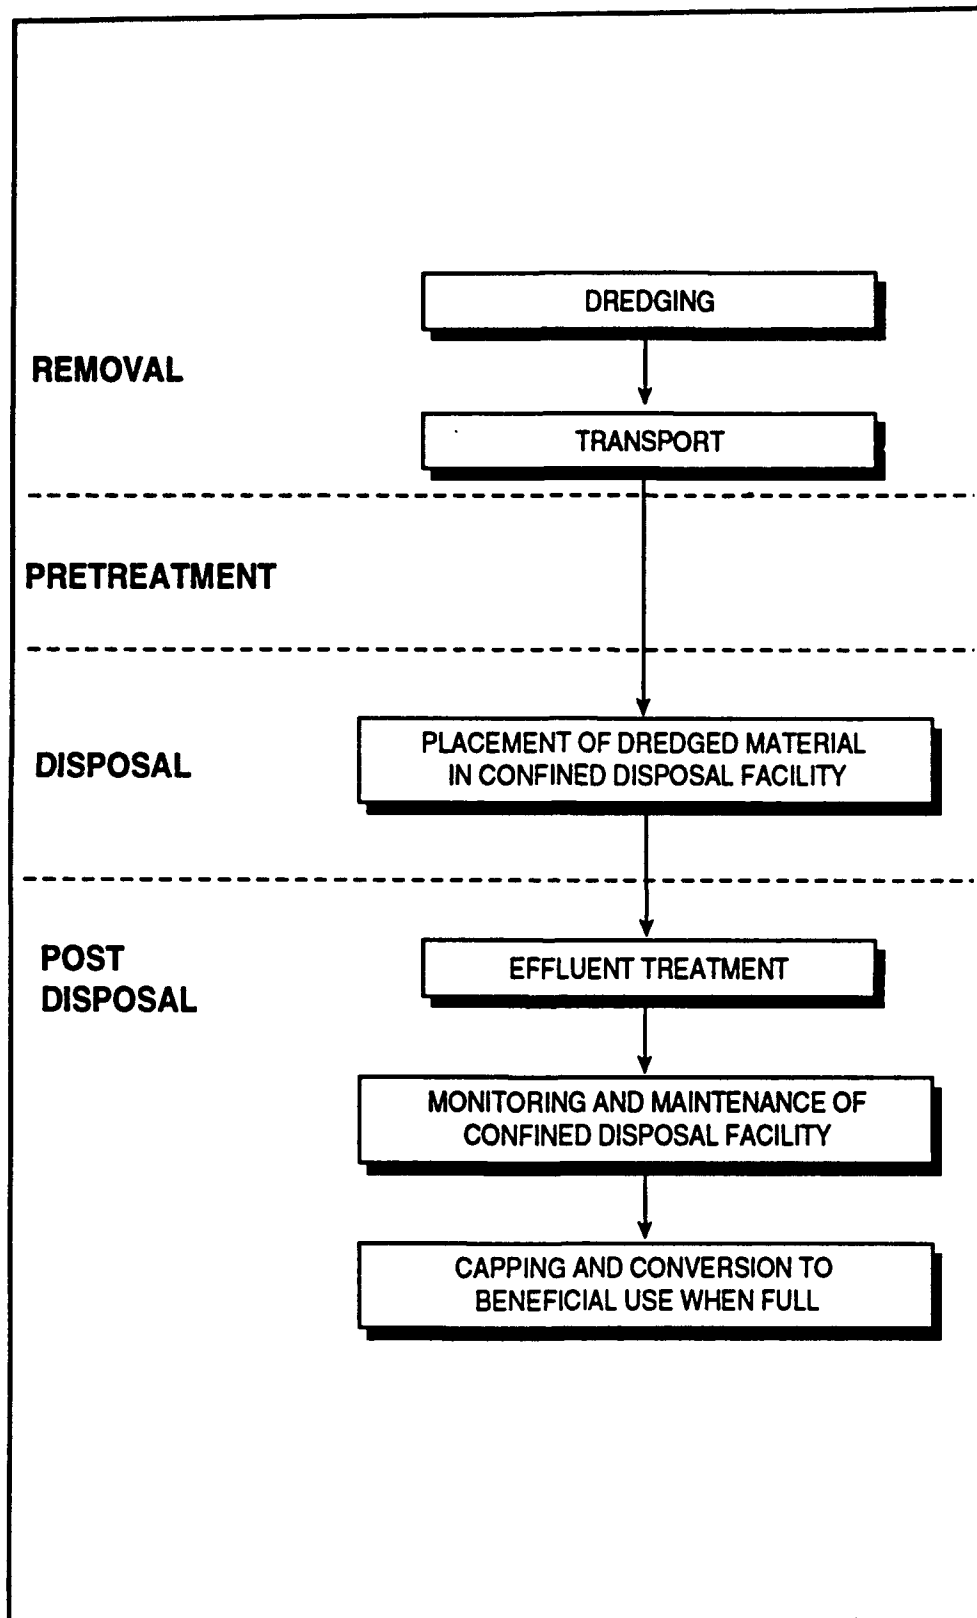 DREDGING
REMOVAL
TRANSPORT
PRETREATMENT
DISPOSAL
PLACEMENT OF DREDGED MATERIAL
IN CONFINED DISPOSAL FACILITY
POST
DISPOSAL
EFFLUENT TREATMENT
MONITORING AND MAINTENANCE OF
CONFINED DISPOSAL FACILITY
CAPPING AND CONVERSION TO
BENEFICIAL USE WHEN FULL